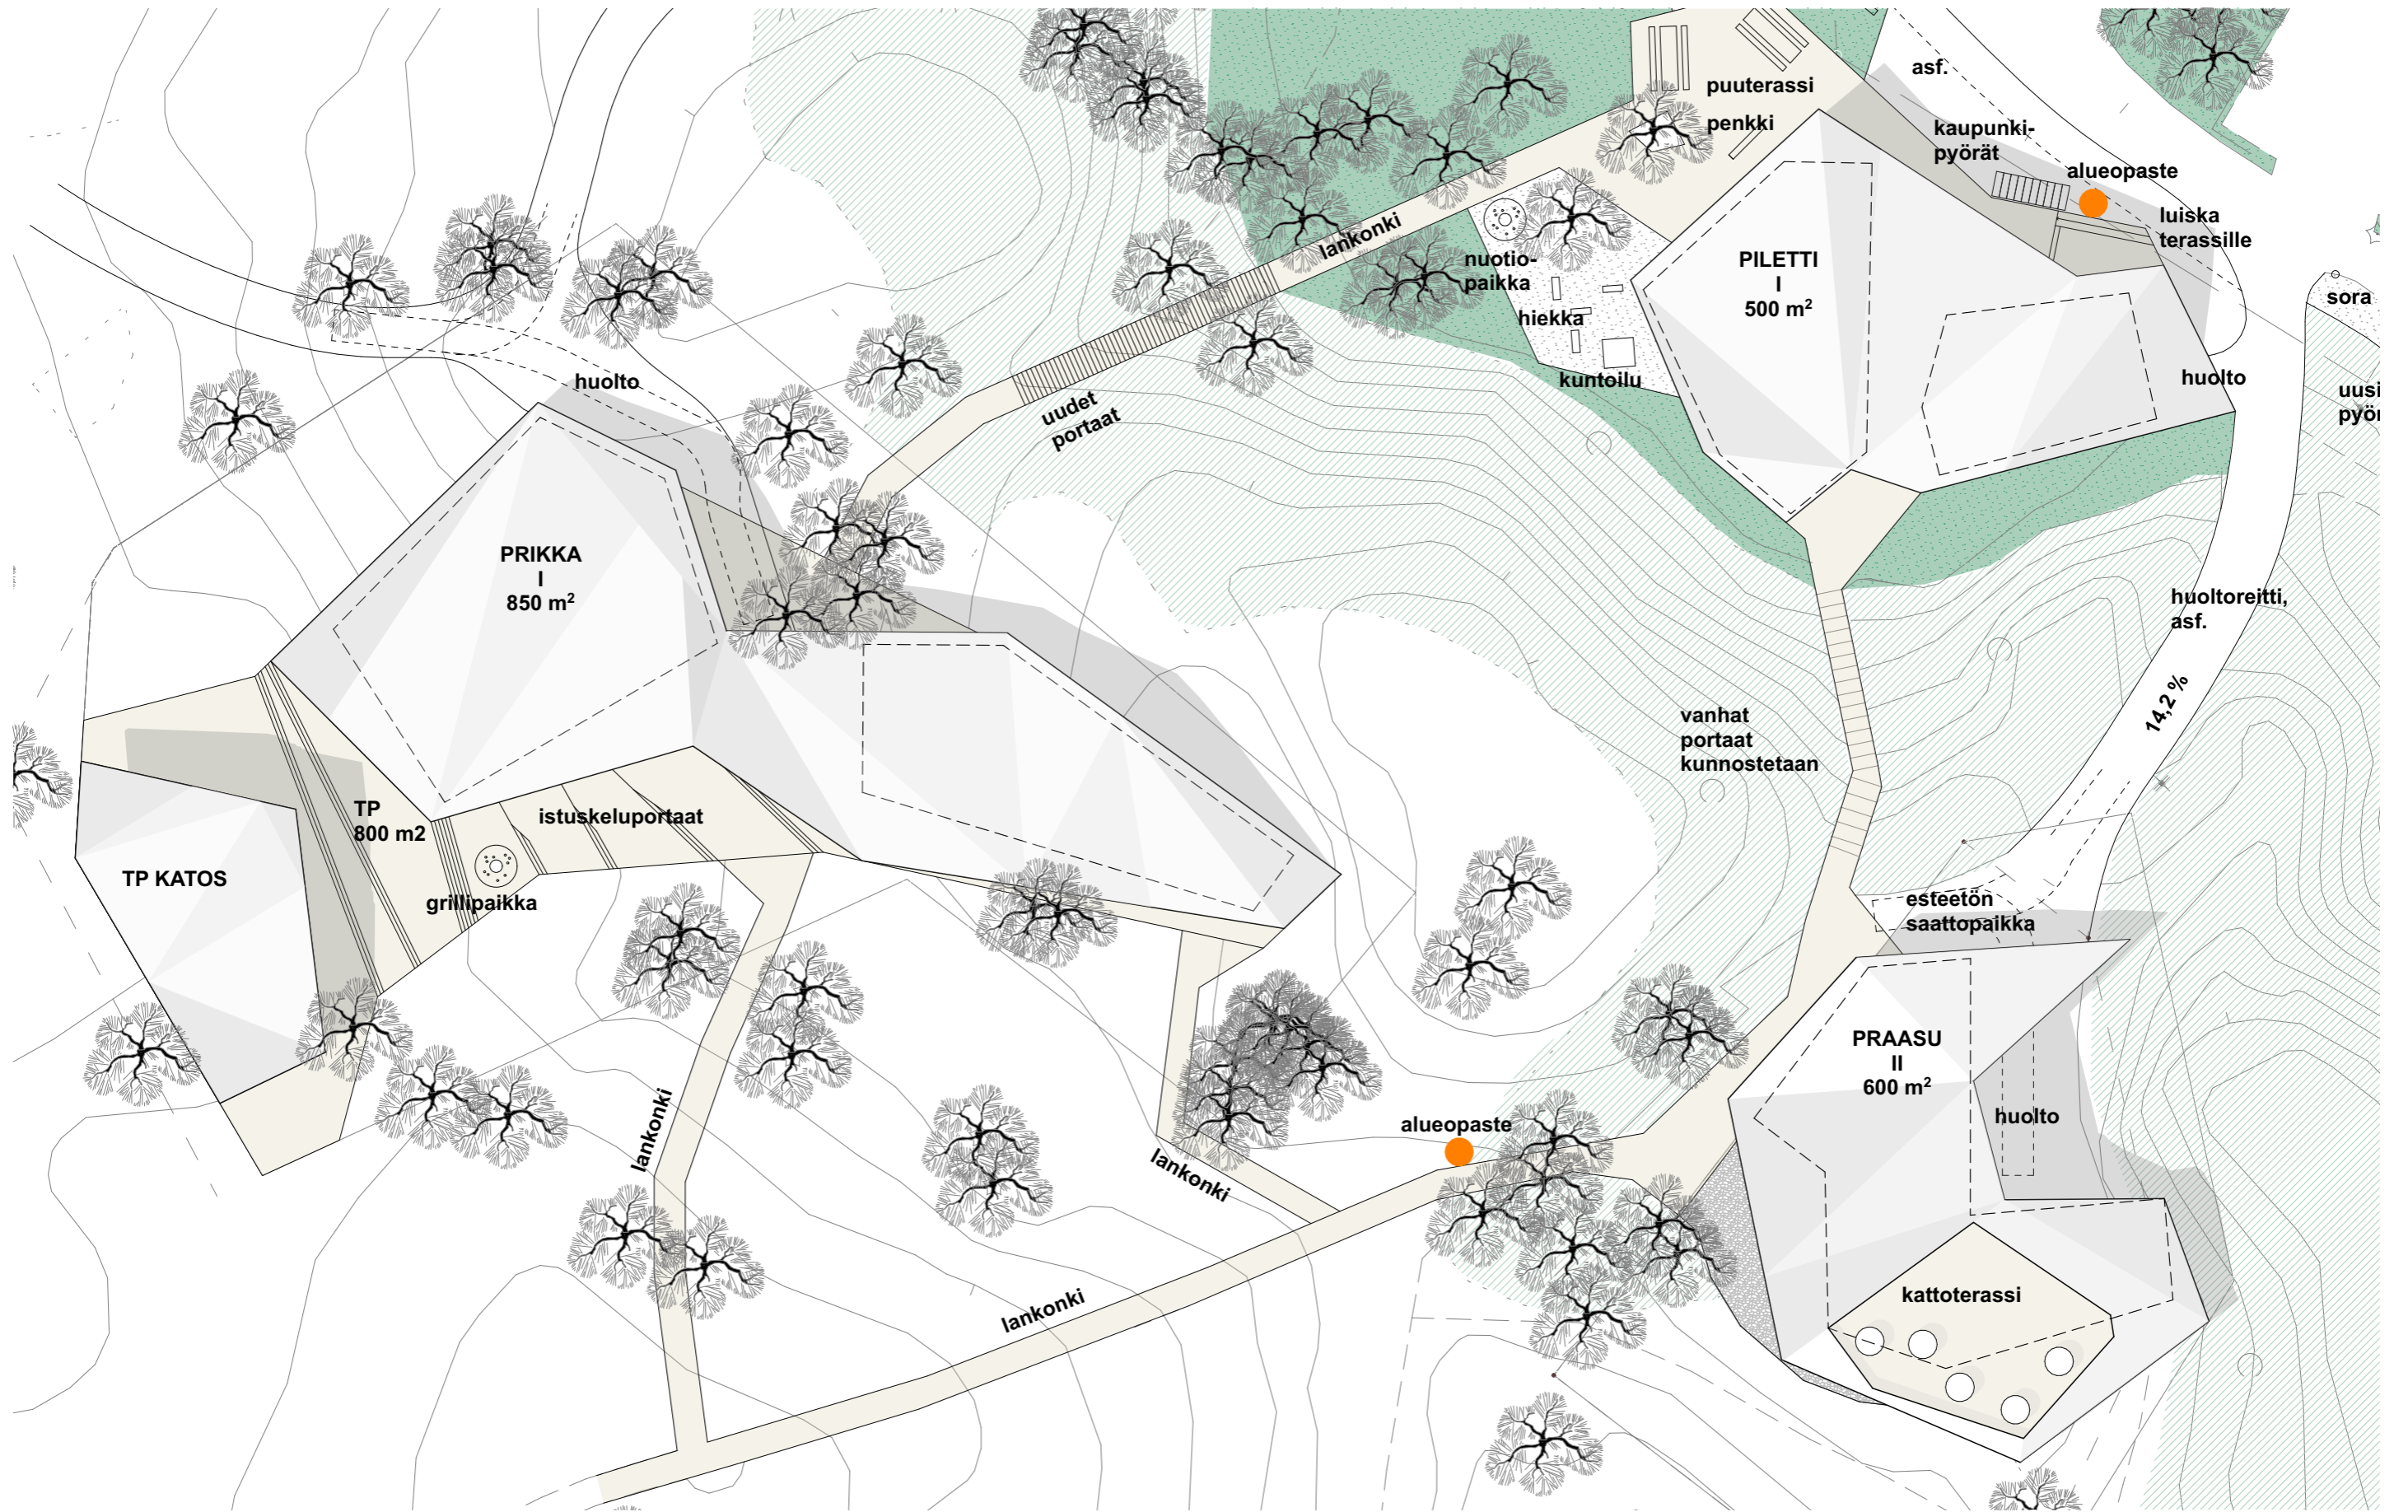 asf.
puuterassi
penkki
kaupunki-
pyörät
alueopaste
luiska
terassille
lankonki
nuotio-
paikka
hiekka
kuntoilu
PILETTI
I
500 m²
sora
huolto
uusi
huolto
uudet
portaat
PRIKKA
I
850 m²
huoltoreitti,
asf.
14,2 %
vanhat
portaat
kunnostetaan
TP
800 m2
istuskeluportaat
TP KATOS
grillipaikka
esteetön
saattopaikka
PRAASU
II
600 m²
huolto
alueopaste
lankonki
lankonki
lankonki
kattoterassi